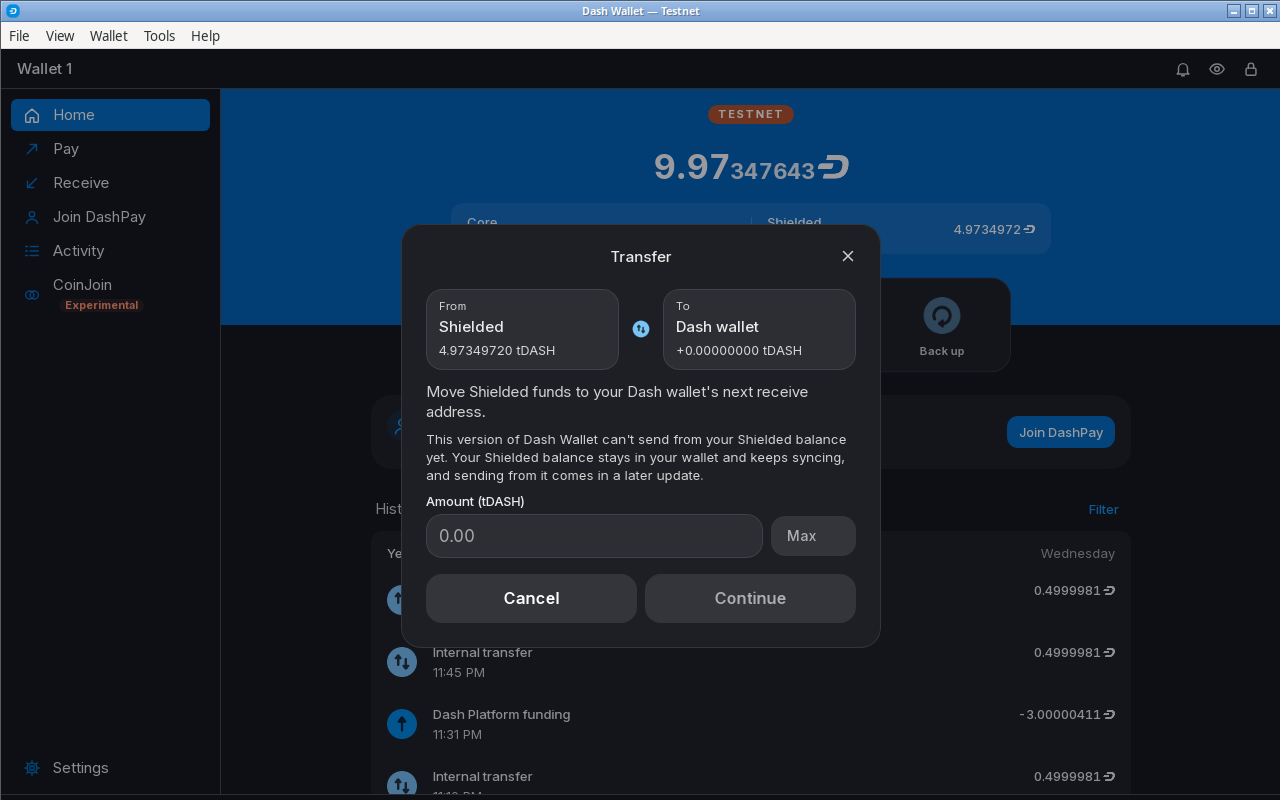 Dash Wallet — Testnet
File View Wallet Tools Help
Wallet 1
Home
Pay
Receive
Join DashPay
Activity
CoinJoin
Experimental
Settings
TESTNET
9.97347643
Core
Shielded
4.9734972
Back up
Join DashPay
Transfer
From
Shielded
4.97349720 tDASH
To
Dash wallet
+0.00000000 tDASH
Move Shielded funds to your Dash wallet's next receive
address.
This version of Dash Wallet can't send from your Shielded balance
yet. Your Shielded balance stays in your wallet and keeps syncing,
and sending from it comes in a later update.
Amount (tDASH)
0.00
Max
Cancel
Continue
Filter
Wednesday
0.4999981
Internal transfer
0.4999981
11:45 PM
Dash Platform funding
-3.00000411
11:31 PM
Internal transfer
0.4999981